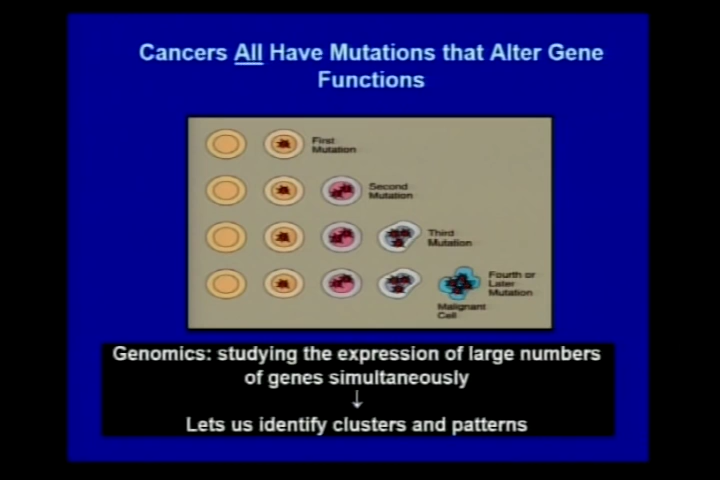 Cancers All Have Mutations that Alter Gene
Functions
First
Mutation
Second
Mutation
Third
Mutation
Fourth or
Later
Mutation
Malignant
Cell
Genomics: studying the expression of large numbers
of genes simultaneously
↓
Lets us identify clusters and patterns